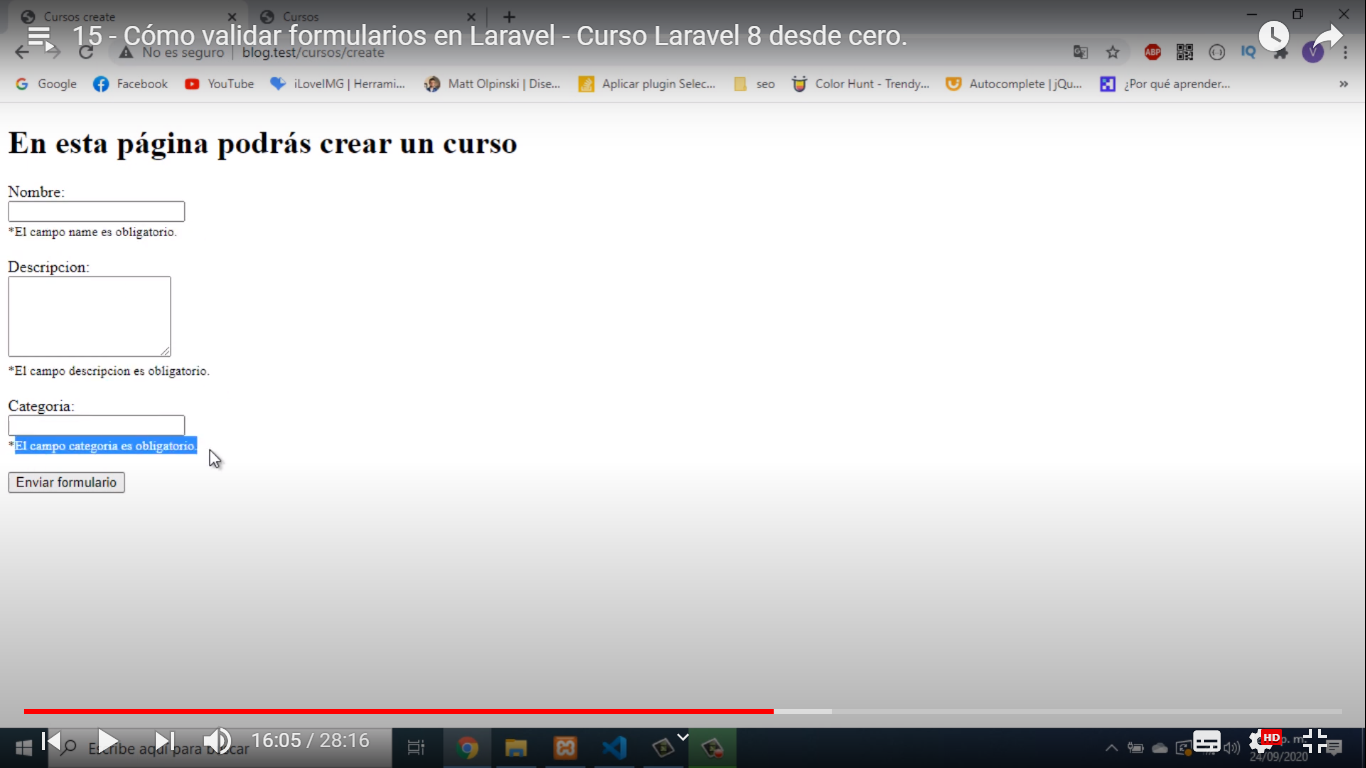 Cursos create
Cursos
15 - Cómo validar formularios en Laravel - Curso Laravel 8 desde cero.
No es seguro
blog.test/cursos/create
ABP
IQ
V
Google
Facebook
YouTube
iLoveIMG | Herrami...
Matt Olpinski | Dise...
Aplicar plugin Selec...
seo
Color Hunt - Trendy...
Autocomplete | jQu...
¿Por qué aprender...
»
En esta página podrás crear un curso
Nombre:
*El campo name es obligatorio.
Descripcion:
*El campo descripcion es obligatorio.
Categoria:
*El campo categoria es obligatorio.
Enviar formulario
Escribe aquí para buscar
16:05 / 28:16
HD
p. m.
24/09/2020